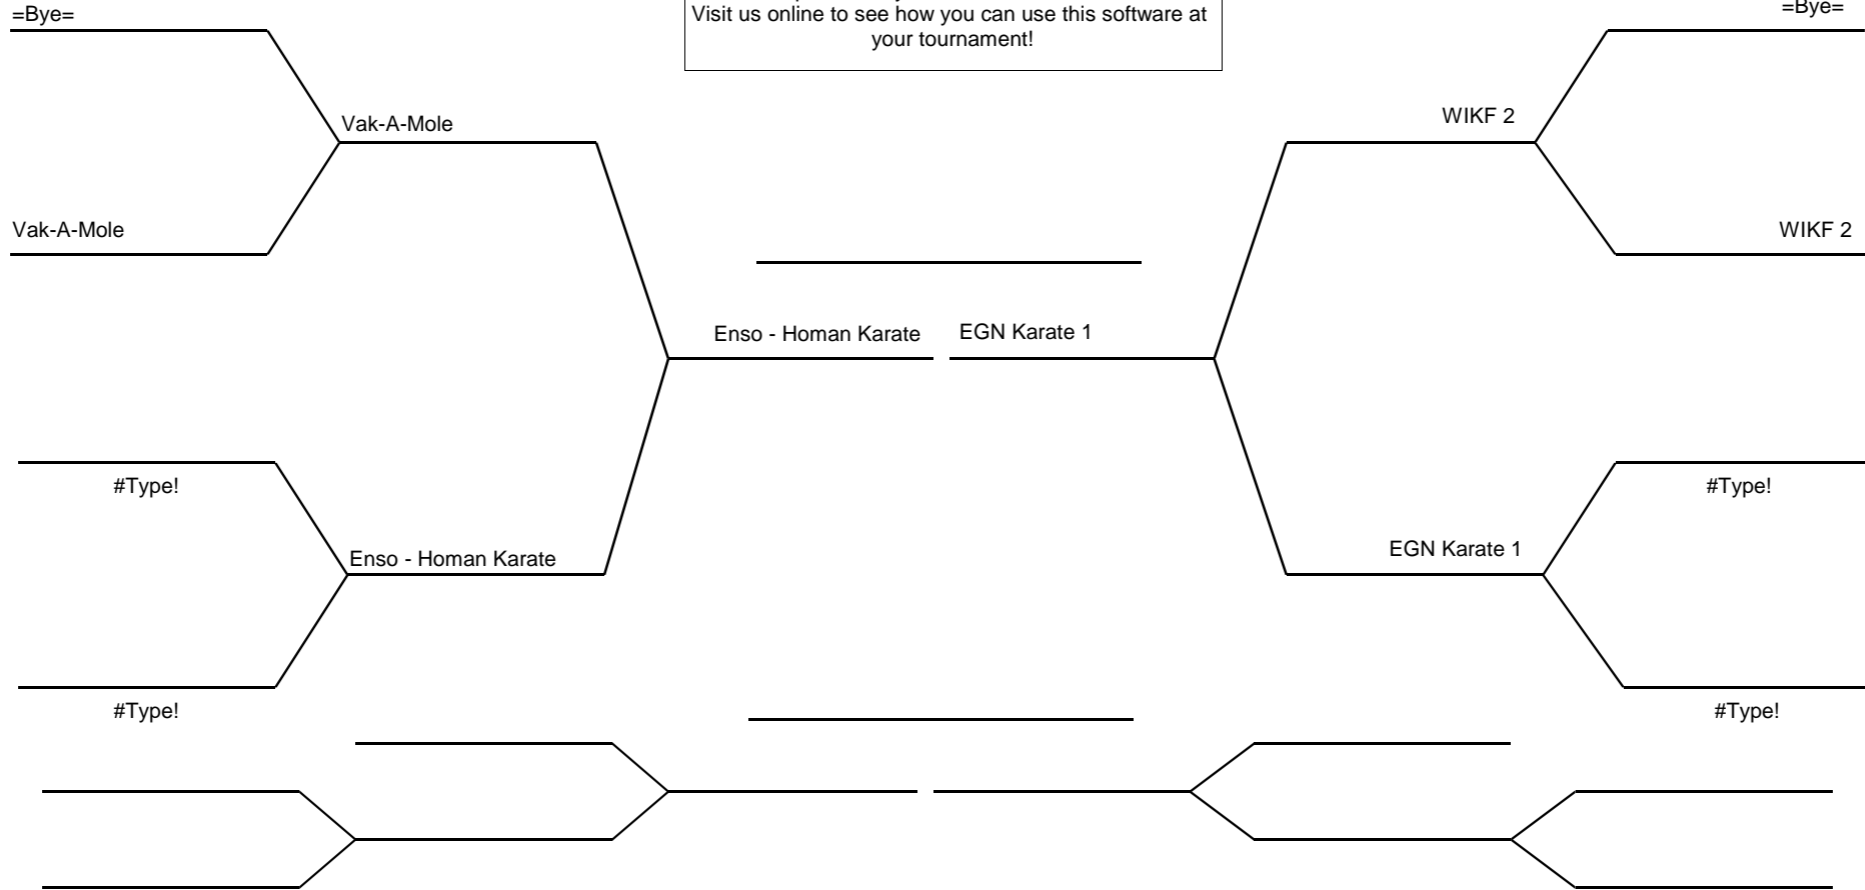 =Bye=
=Bye=
Visit us online to see how you can use this software at
your tournament!
WIKF 2
Vak-A-Mole
Vak-A-Mole
WIKF 2
Enso - Homan Karate
EGN Karate 1
#Type!
#Type!
Enso - Homan Karate
EGN Karate 1
#Type!
#Type!